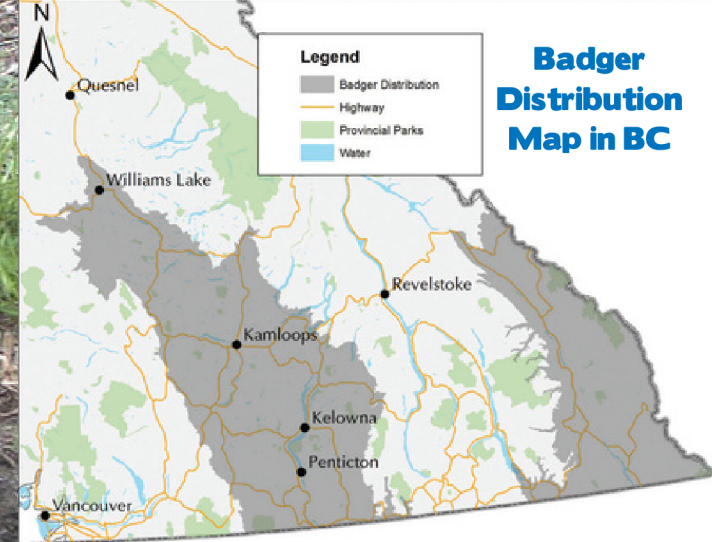 N
Legend
Badger Distribution
Highway
Provincial Parks
Water
Badger
Distribution
Map in BC
Quesnel
Williams Lake
Revelstoke
Kamloops
Kelowna
Penticton
Vancouver